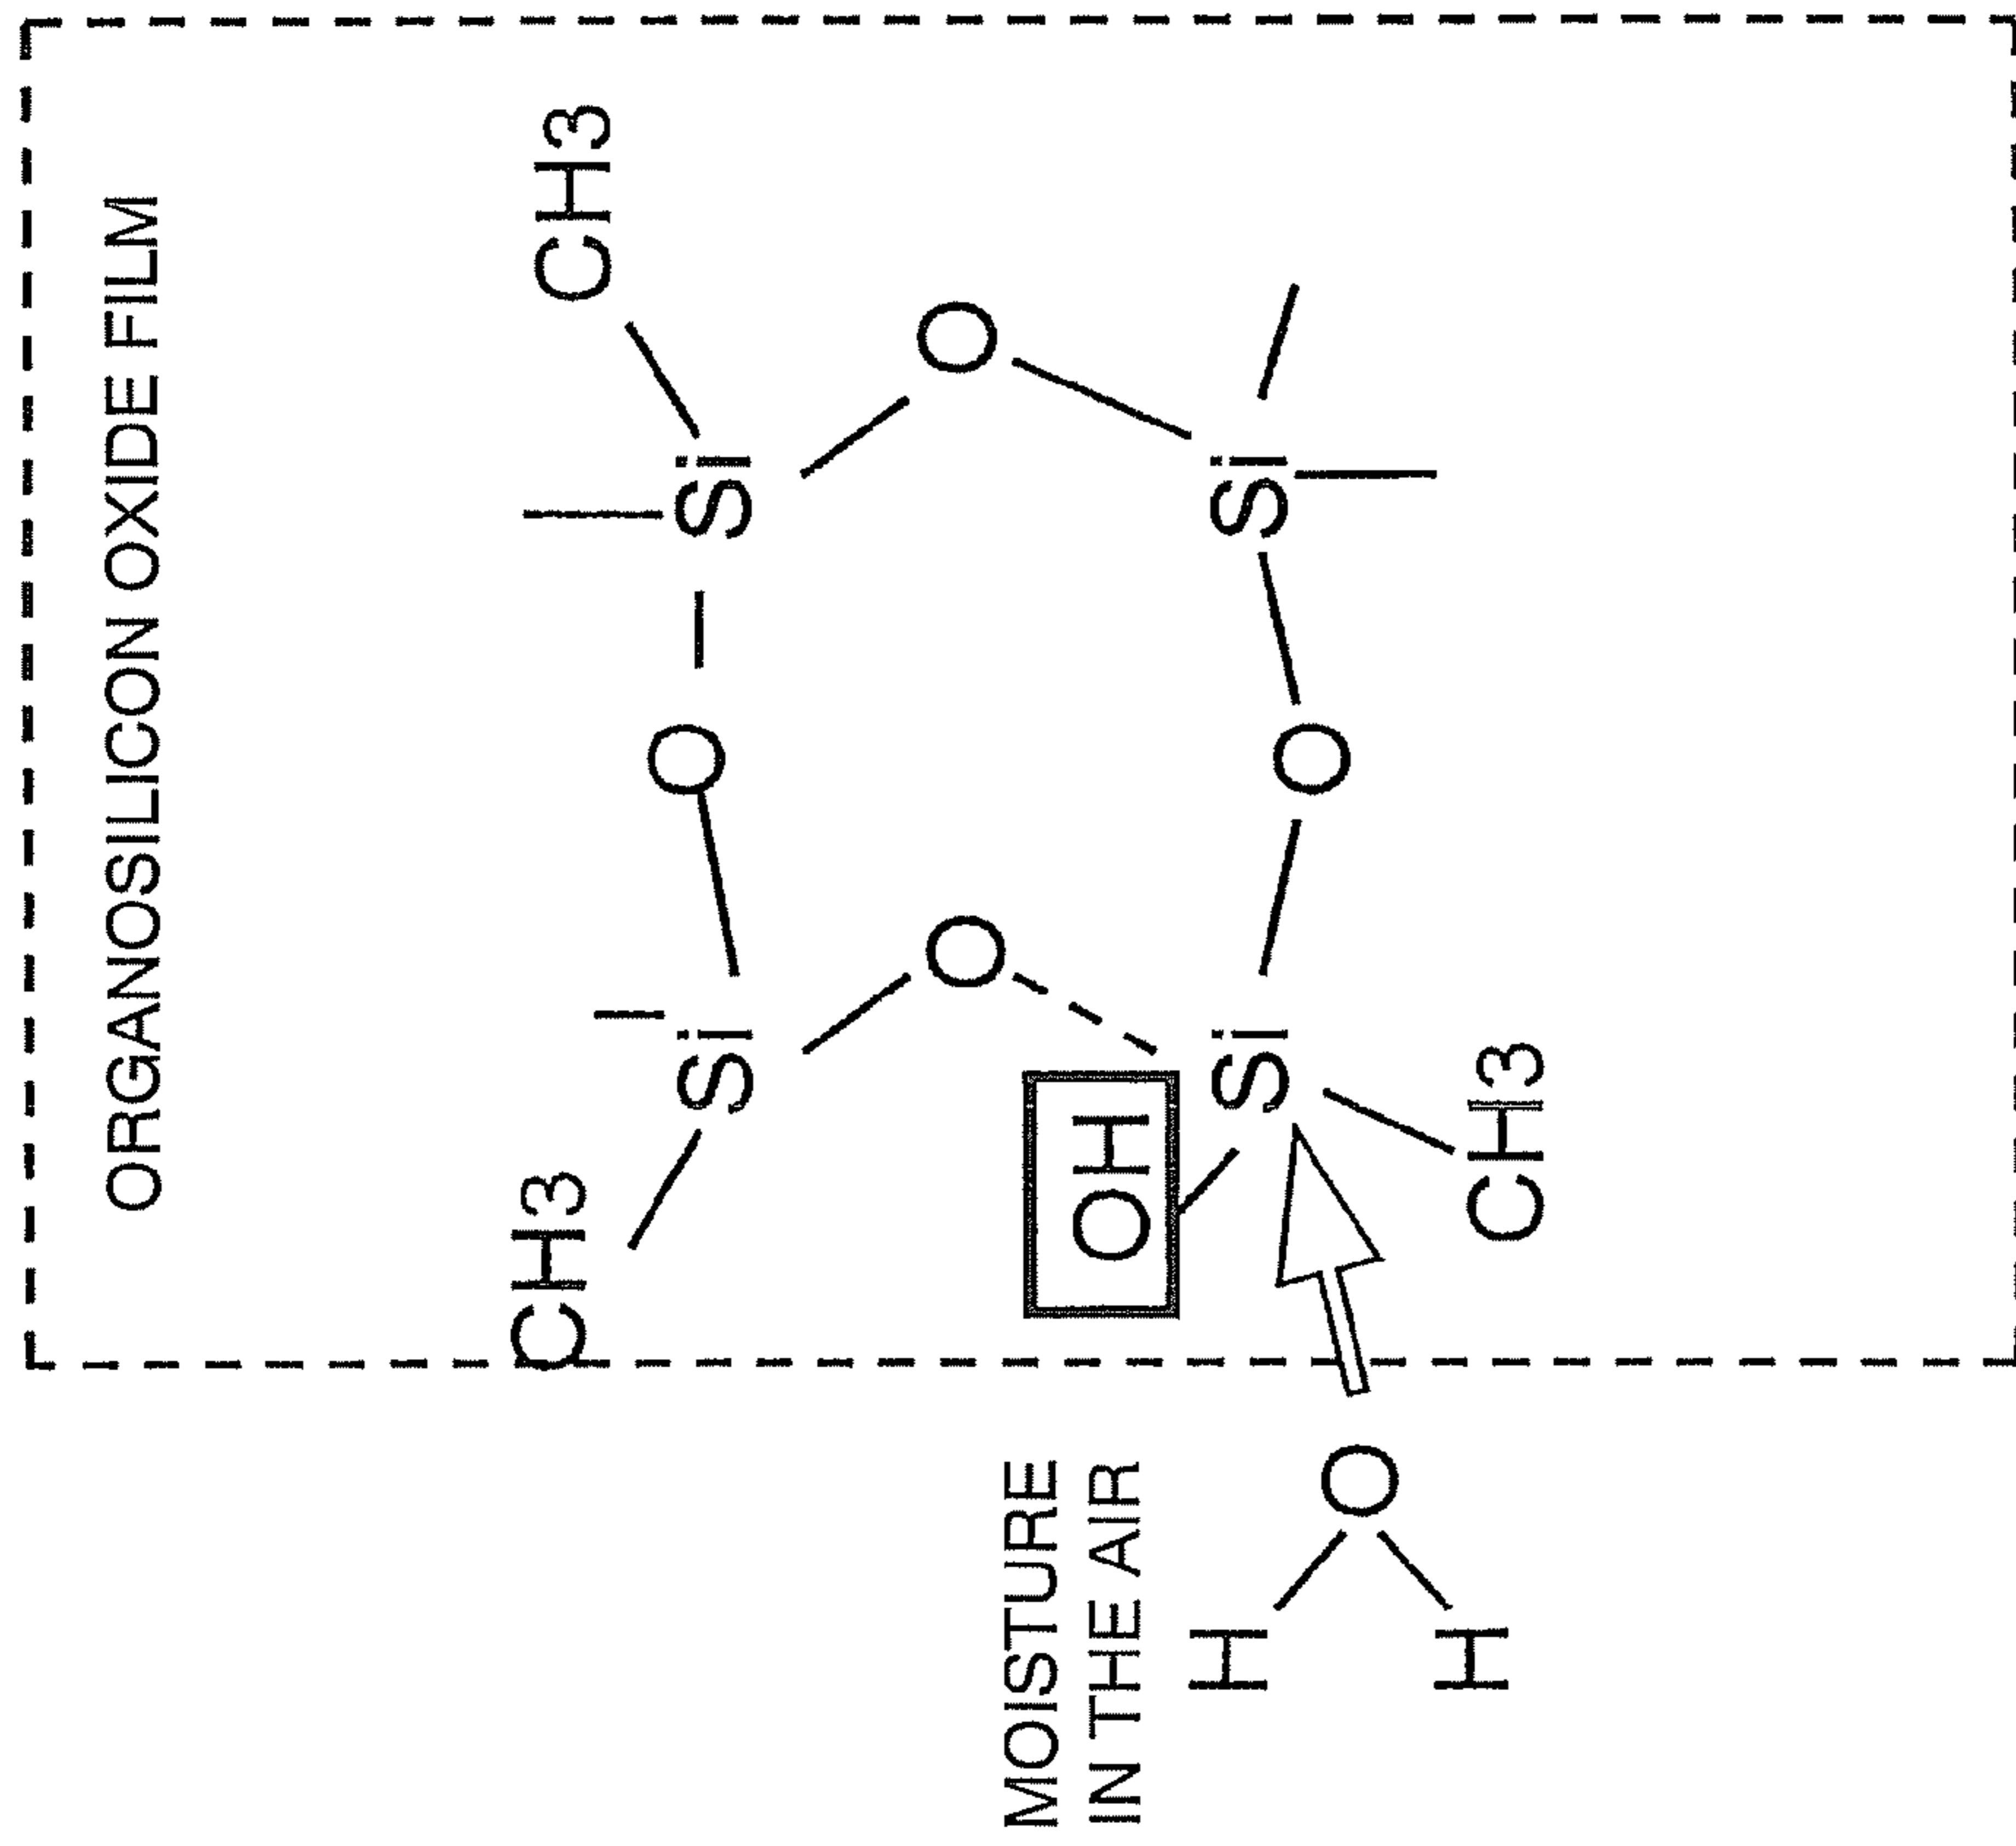 ORGANOSILICON OXIDE FILM
CH3 CH3
Si O Si
O O
MOISTURE
IN THE AIR
OH
H Si Si
O O
H CH3